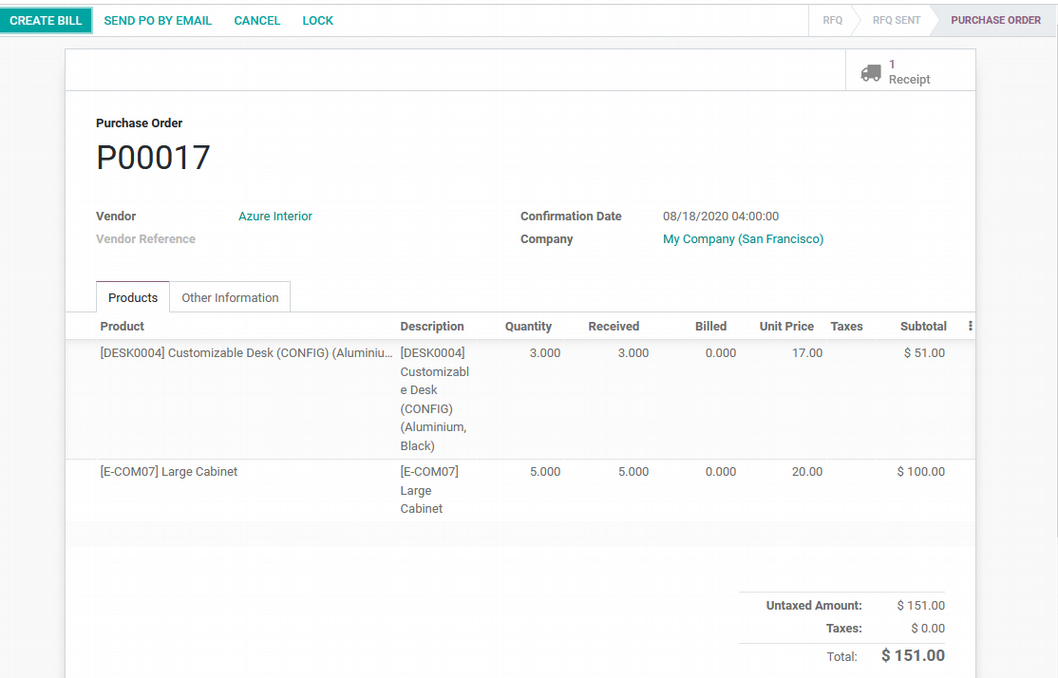 CREATE BILL SEND PO BY EMAIL CANCEL LOCK RFQ RFQ SENT PURCHASE ORDER
1
Receipt
Purchase Order
P00017
Vendor Azure Interior Confirmation Date 08/18/2020 04:00:00
Vendor Reference Company My Company (San Francisco)
Products Other Information
Product Description Quantity Received Billed Unit Price Taxes Subtotal
[DESK0004] Customizable Desk (CONFIG) (Aluminiu... [DESK0004] 3.000 3.000 0.000 17.00 $ 51.00
Customizabl
e Desk
(CONFIG)
(Aluminium,
Black)
[E-COM07] Large Cabinet [E-COM07] 5.000 5.000 0.000 20.00 $ 100.00
Large
Cabinet
Untaxed Amount: $ 151.00
Taxes: $ 0.00
Total: $ 151.00